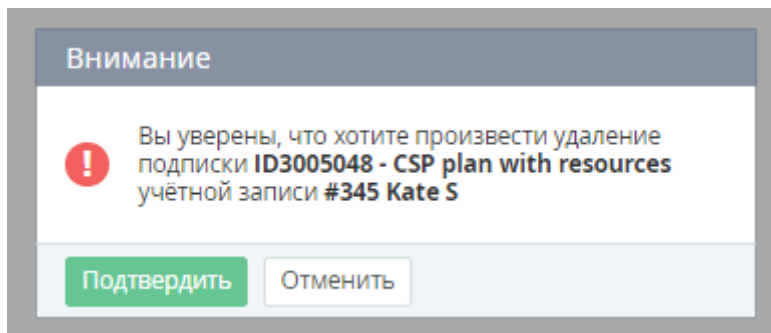 Внимание
Вы уверены, что хотите произвести удаление
подписки ID3005048 - CSP plan with resources
учётной записи #345 Kate S
Подтвердить Отменить